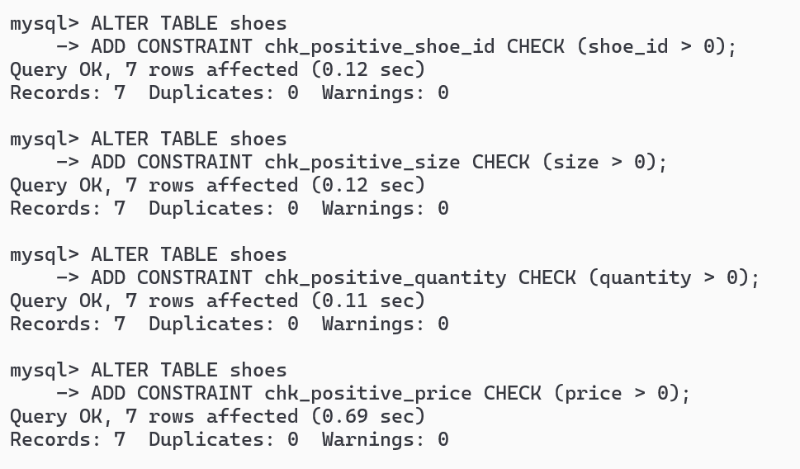 mysql> ALTER TABLE shoes
    -> ADD CONSTRAINT chk_positive_shoe_id CHECK (shoe_id > 0);
Query OK, 7 rows affected (0.12 sec)
Records: 7  Duplicates: 0  Warnings: 0

mysql> ALTER TABLE shoes
    -> ADD CONSTRAINT chk_positive_size CHECK (size > 0);
Query OK, 7 rows affected (0.12 sec)
Records: 7  Duplicates: 0  Warnings: 0

mysql> ALTER TABLE shoes
    -> ADD CONSTRAINT chk_positive_quantity CHECK (quantity > 0);
Query OK, 7 rows affected (0.11 sec)
Records: 7  Duplicates: 0  Warnings: 0

mysql> ALTER TABLE shoes
    -> ADD CONSTRAINT chk_positive_price CHECK (price > 0);
Query OK, 7 rows affected (0.69 sec)
Records: 7  Duplicates: 0  Warnings: 0